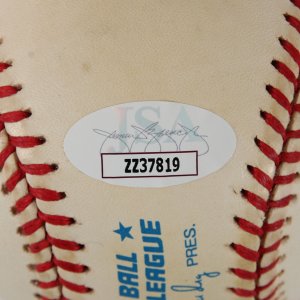 JSA
ZZ37819
BALL
LEAGUE
PRES.